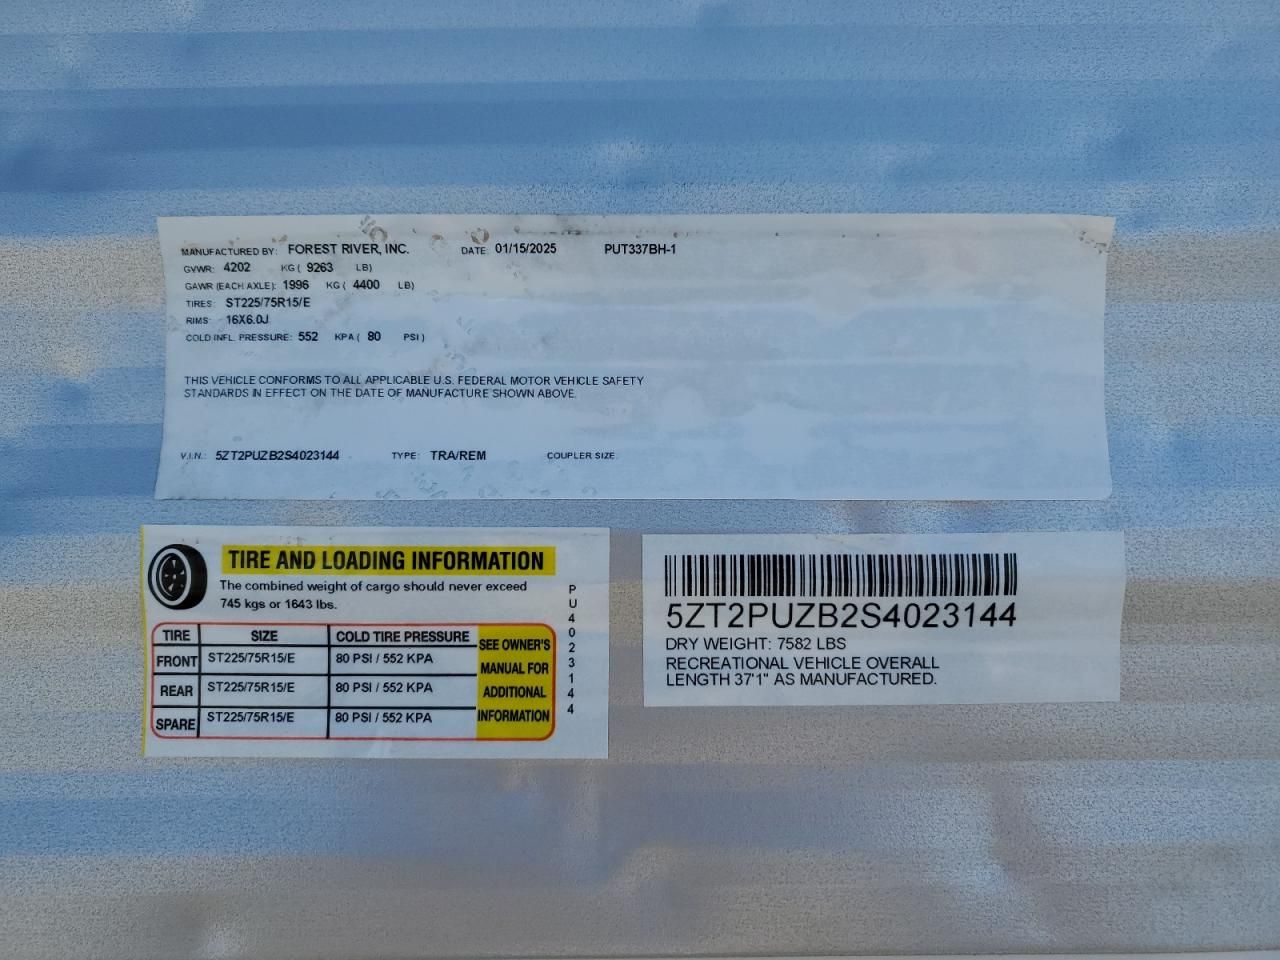 MANUFACTURED BY: FOREST RIVER, INC. DATE: 01/15/2025 PUT337BH-1
GVWR: 4202 KG ( 9263 LB)
GAWR (EACH AXLE): 1996 KG ( 4400 LB)
TIRES: ST225/75R15/E
RIMS: 16X6.0J
COLD INFL. PRESSURE: 552 KPA ( 80 PSI )
THIS VEHICLE CONFORMS TO ALL APPLICABLE U.S. FEDERAL MOTOR VEHICLE SAFETY
STANDARDS IN EFFECT ON THE DATE OF MANUFACTURE SHOWN ABOVE.
V.I.N.: 5ZT2PUZB2S4023144 TYPE: TRA/REM COUPLER SIZE:
TIRE AND LOADING INFORMATION
The combined weight of cargo should never exceed
745 kgs or 1643 lbs.
TIRE SIZE COLD TIRE PRESSURE
FRONT ST225/75R15/E 80 PSI / 552 KPA
REAR ST225/75R15/E 80 PSI / 552 KPA
SPARE ST225/75R15/E 80 PSI / 552 KPA
SEE OWNER'S
MANUAL FOR
ADDITIONAL
INFORMATION
PU4023144
5ZT2PUZB2S4023144
DRY WEIGHT: 7582 LBS
RECREATIONAL VEHICLE OVERALL
LENGTH 37'1" AS MANUFACTURED.